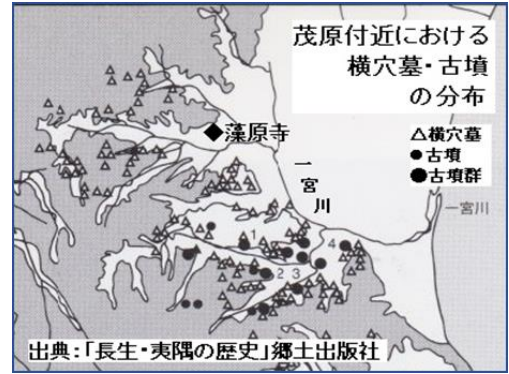 茂原付近における
横穴墓・古墳
の分布
△横穴墓
●古墳
●古墳群
◆藻原寺
一宮川
一宮川
1
4
2
3
出典:「長生・夷隅の歴史」郷土出版社